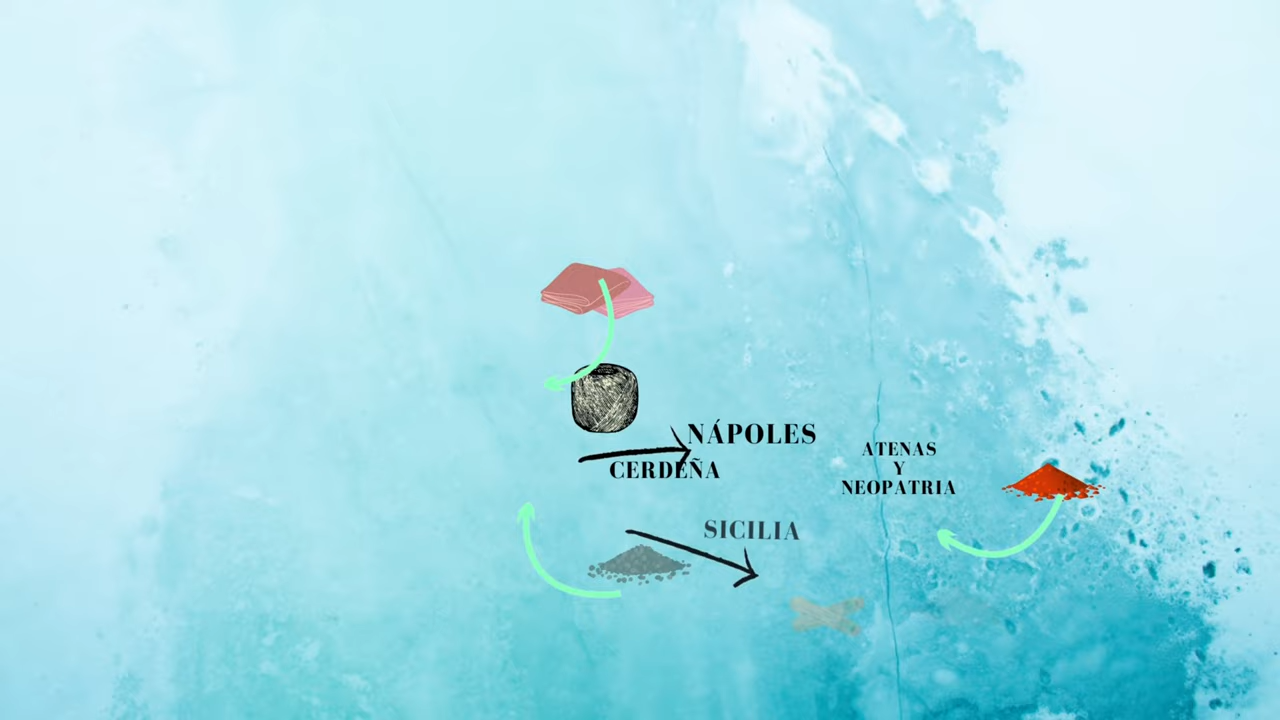 NÁPOLES
CERDEÑA
ATENAS
Y
NEOPATRIA
SICILIA